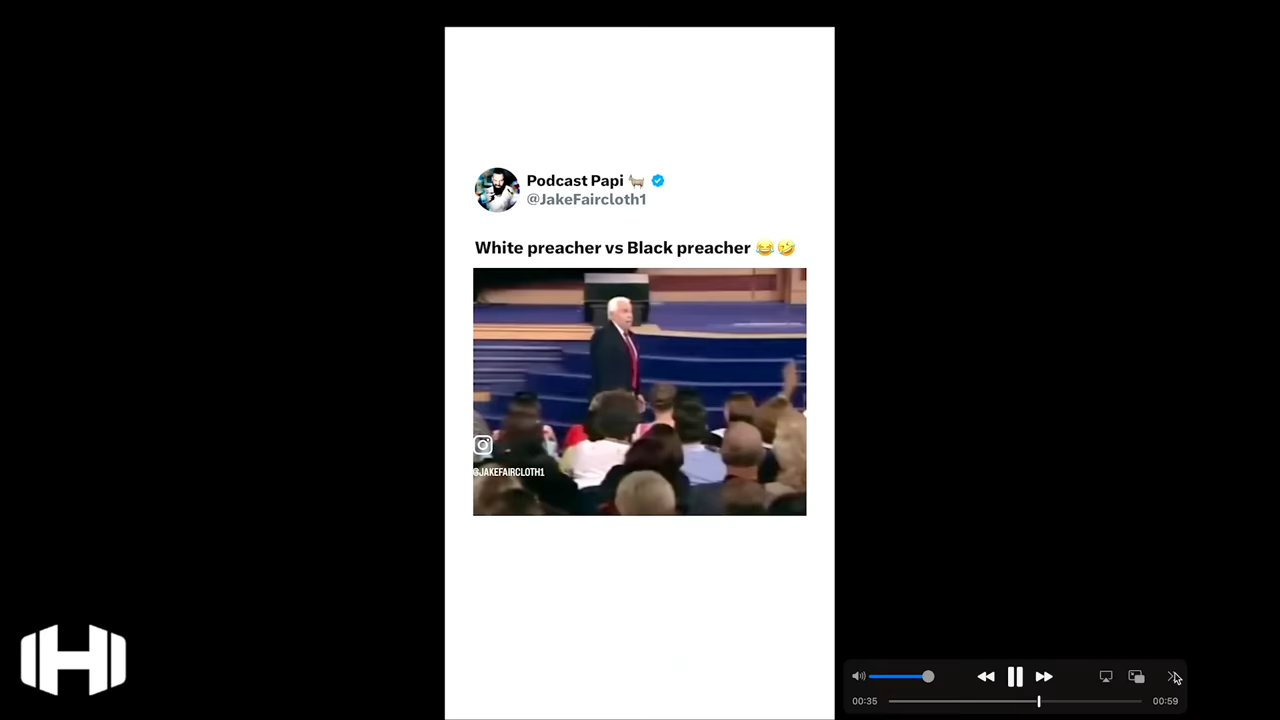 Podcast Papi 🐐
@JakeFaircloth1
White preacher vs Black preacher 😂🤣
@JAKEFAIRCLOTH1
H
00:35
00:59